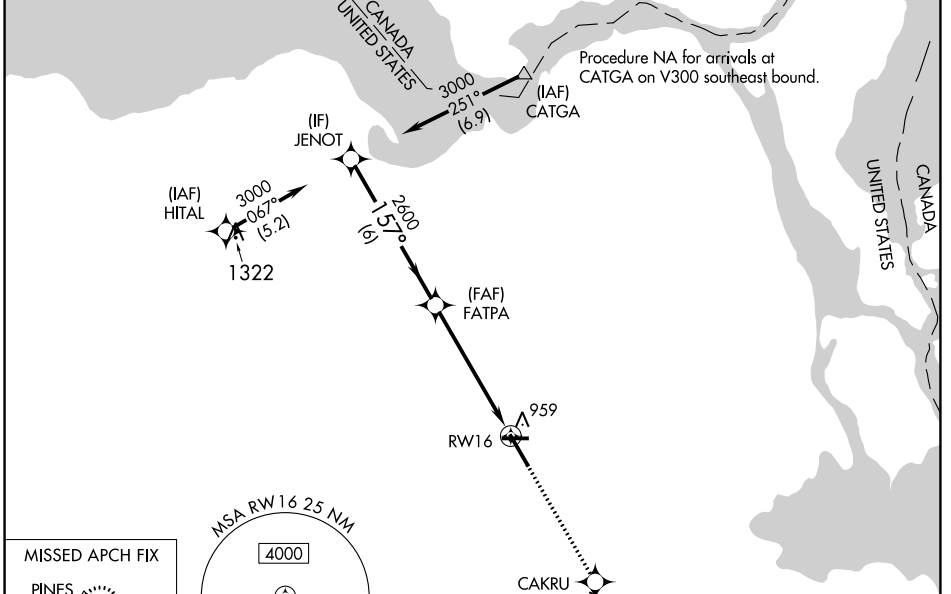 CANADA
UNITED STATES
Procedure NA for arrivals at
CATGA on V300 southeast bound.
3000
251°
(6.9)
(IAF)
CATGA
(IF)
JENOT
(IAF)
HITAL
3000
067°
(5.2)
1322
2600
157°
(6)
CANADA
UNITED STATES
(FAF)
FATPA
959
RW16
MSA RW16 25 NM
4000
MISSED APCH FIX
PINES
CAKRU